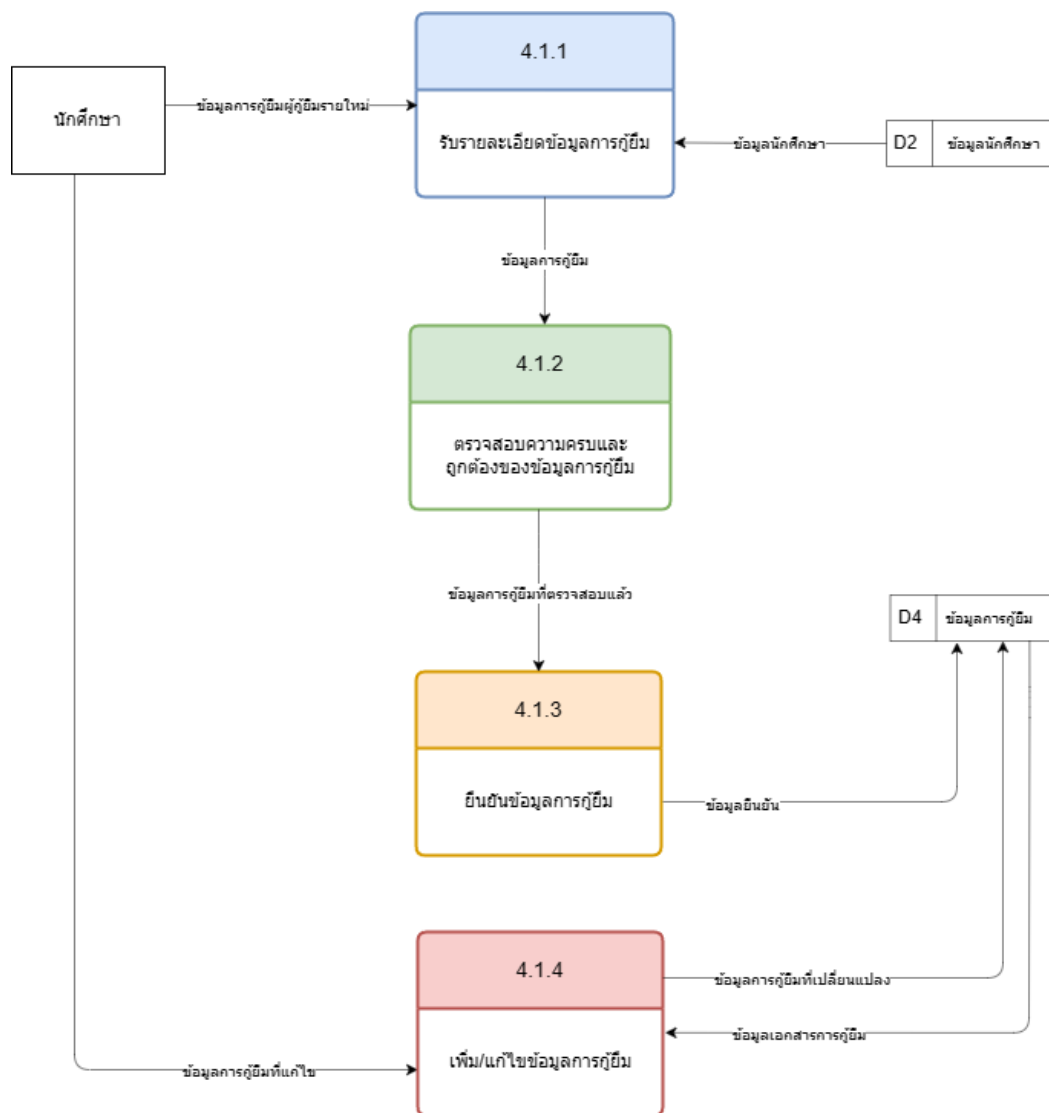 4.1.1
นักศึกษา
ข้อมูลการกู้ยืมผู้กู้ยืมรายใหม่
รับรายละเอียดข้อมูลการกู้ยืม
ข้อมูลนักศึกษา
D2
ข้อมูลนักศึกษา
ข้อมูลการกู้ยืม
4.1.2
ตรวจสอบความครบและ
ถูกต้องของข้อมูลการกู้ยืม
ข้อมูลการกู้ยืมที่ตรวจสอบแล้ว
D4
ข้อมูลการกู้ยืม
4.1.3
ยืนยันข้อมูลการกู้ยืม
ข้อมูลยืนยัน
4.1.4
ข้อมูลการกู้ยืมที่เปลี่ยนแปลง
ข้อมูลเอกสารการกู้ยืม
เพิ่ม/แก้ไขข้อมูลการกู้ยืม
ข้อมูลการกู้ยืมที่แก้ไข